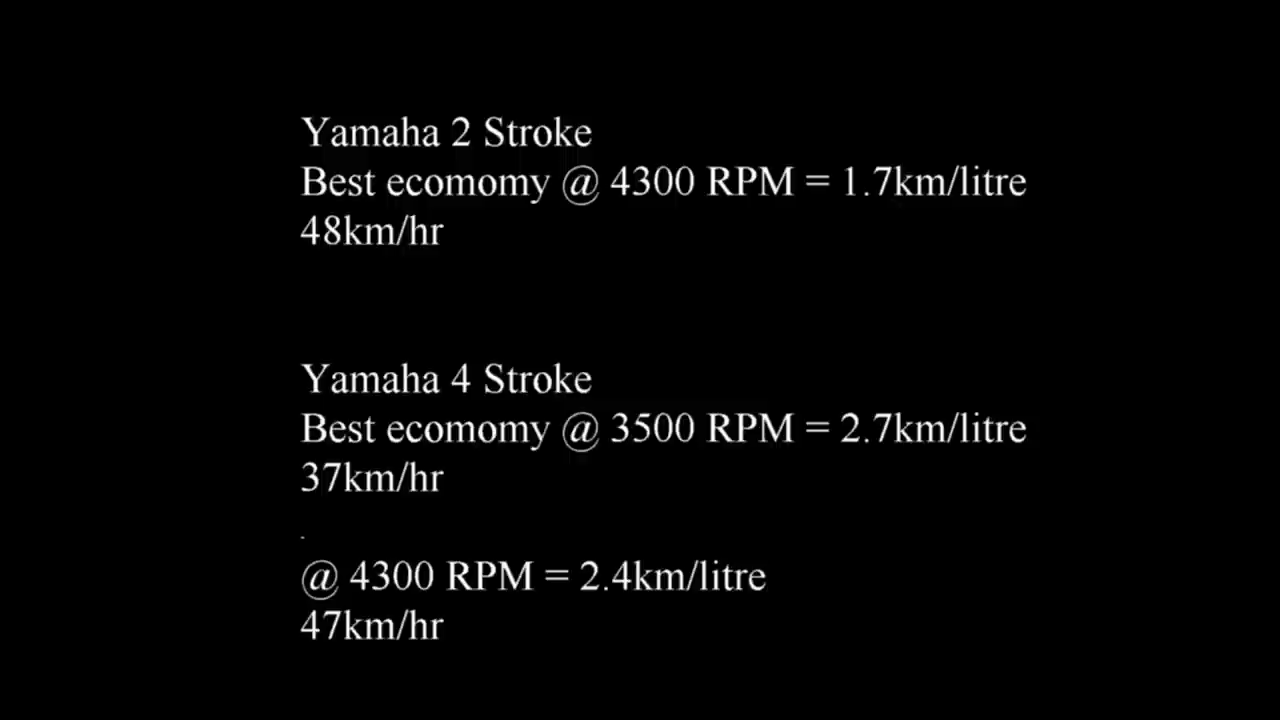 Yamaha 2 Stroke
Best ecomomy @ 4300 RPM = 1.7km/litre
48km/hr
Yamaha 4 Stroke
Best ecomomy @ 3500 RPM = 2.7km/litre
37km/hr
.
@ 4300 RPM = 2.4km/litre
47km/hr